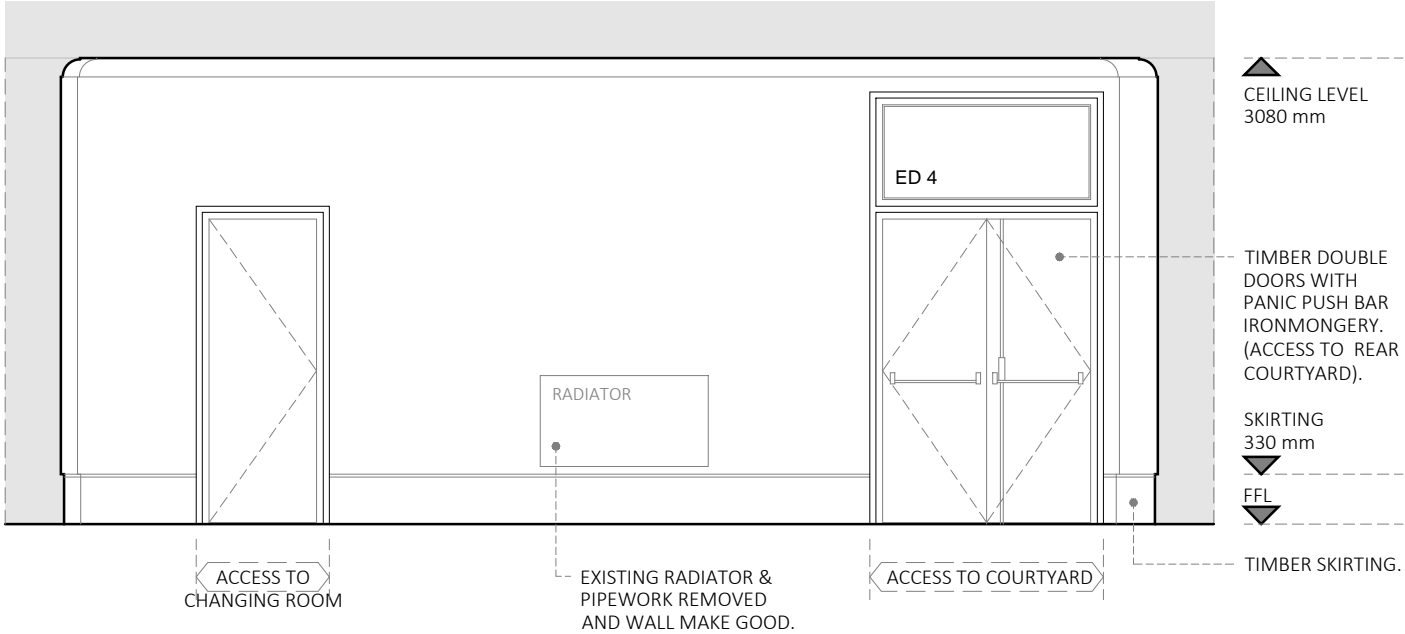 CEILING LEVEL
3080 mm
ED 4
TIMBER DOUBLE
DOORS WITH
PANIC PUSH BAR
IRONMONGERY.
(ACCESS TO REAR
COURTYARD).
RADIATOR
SKIRTING
330 mm
FFL
TIMBER SKIRTING.
ACCESS TO
CHANGING ROOM
EXISTING RADIATOR &
PIPEWORK REMOVED
AND WALL MAKE GOOD.
ACCESS TO COURTYARD